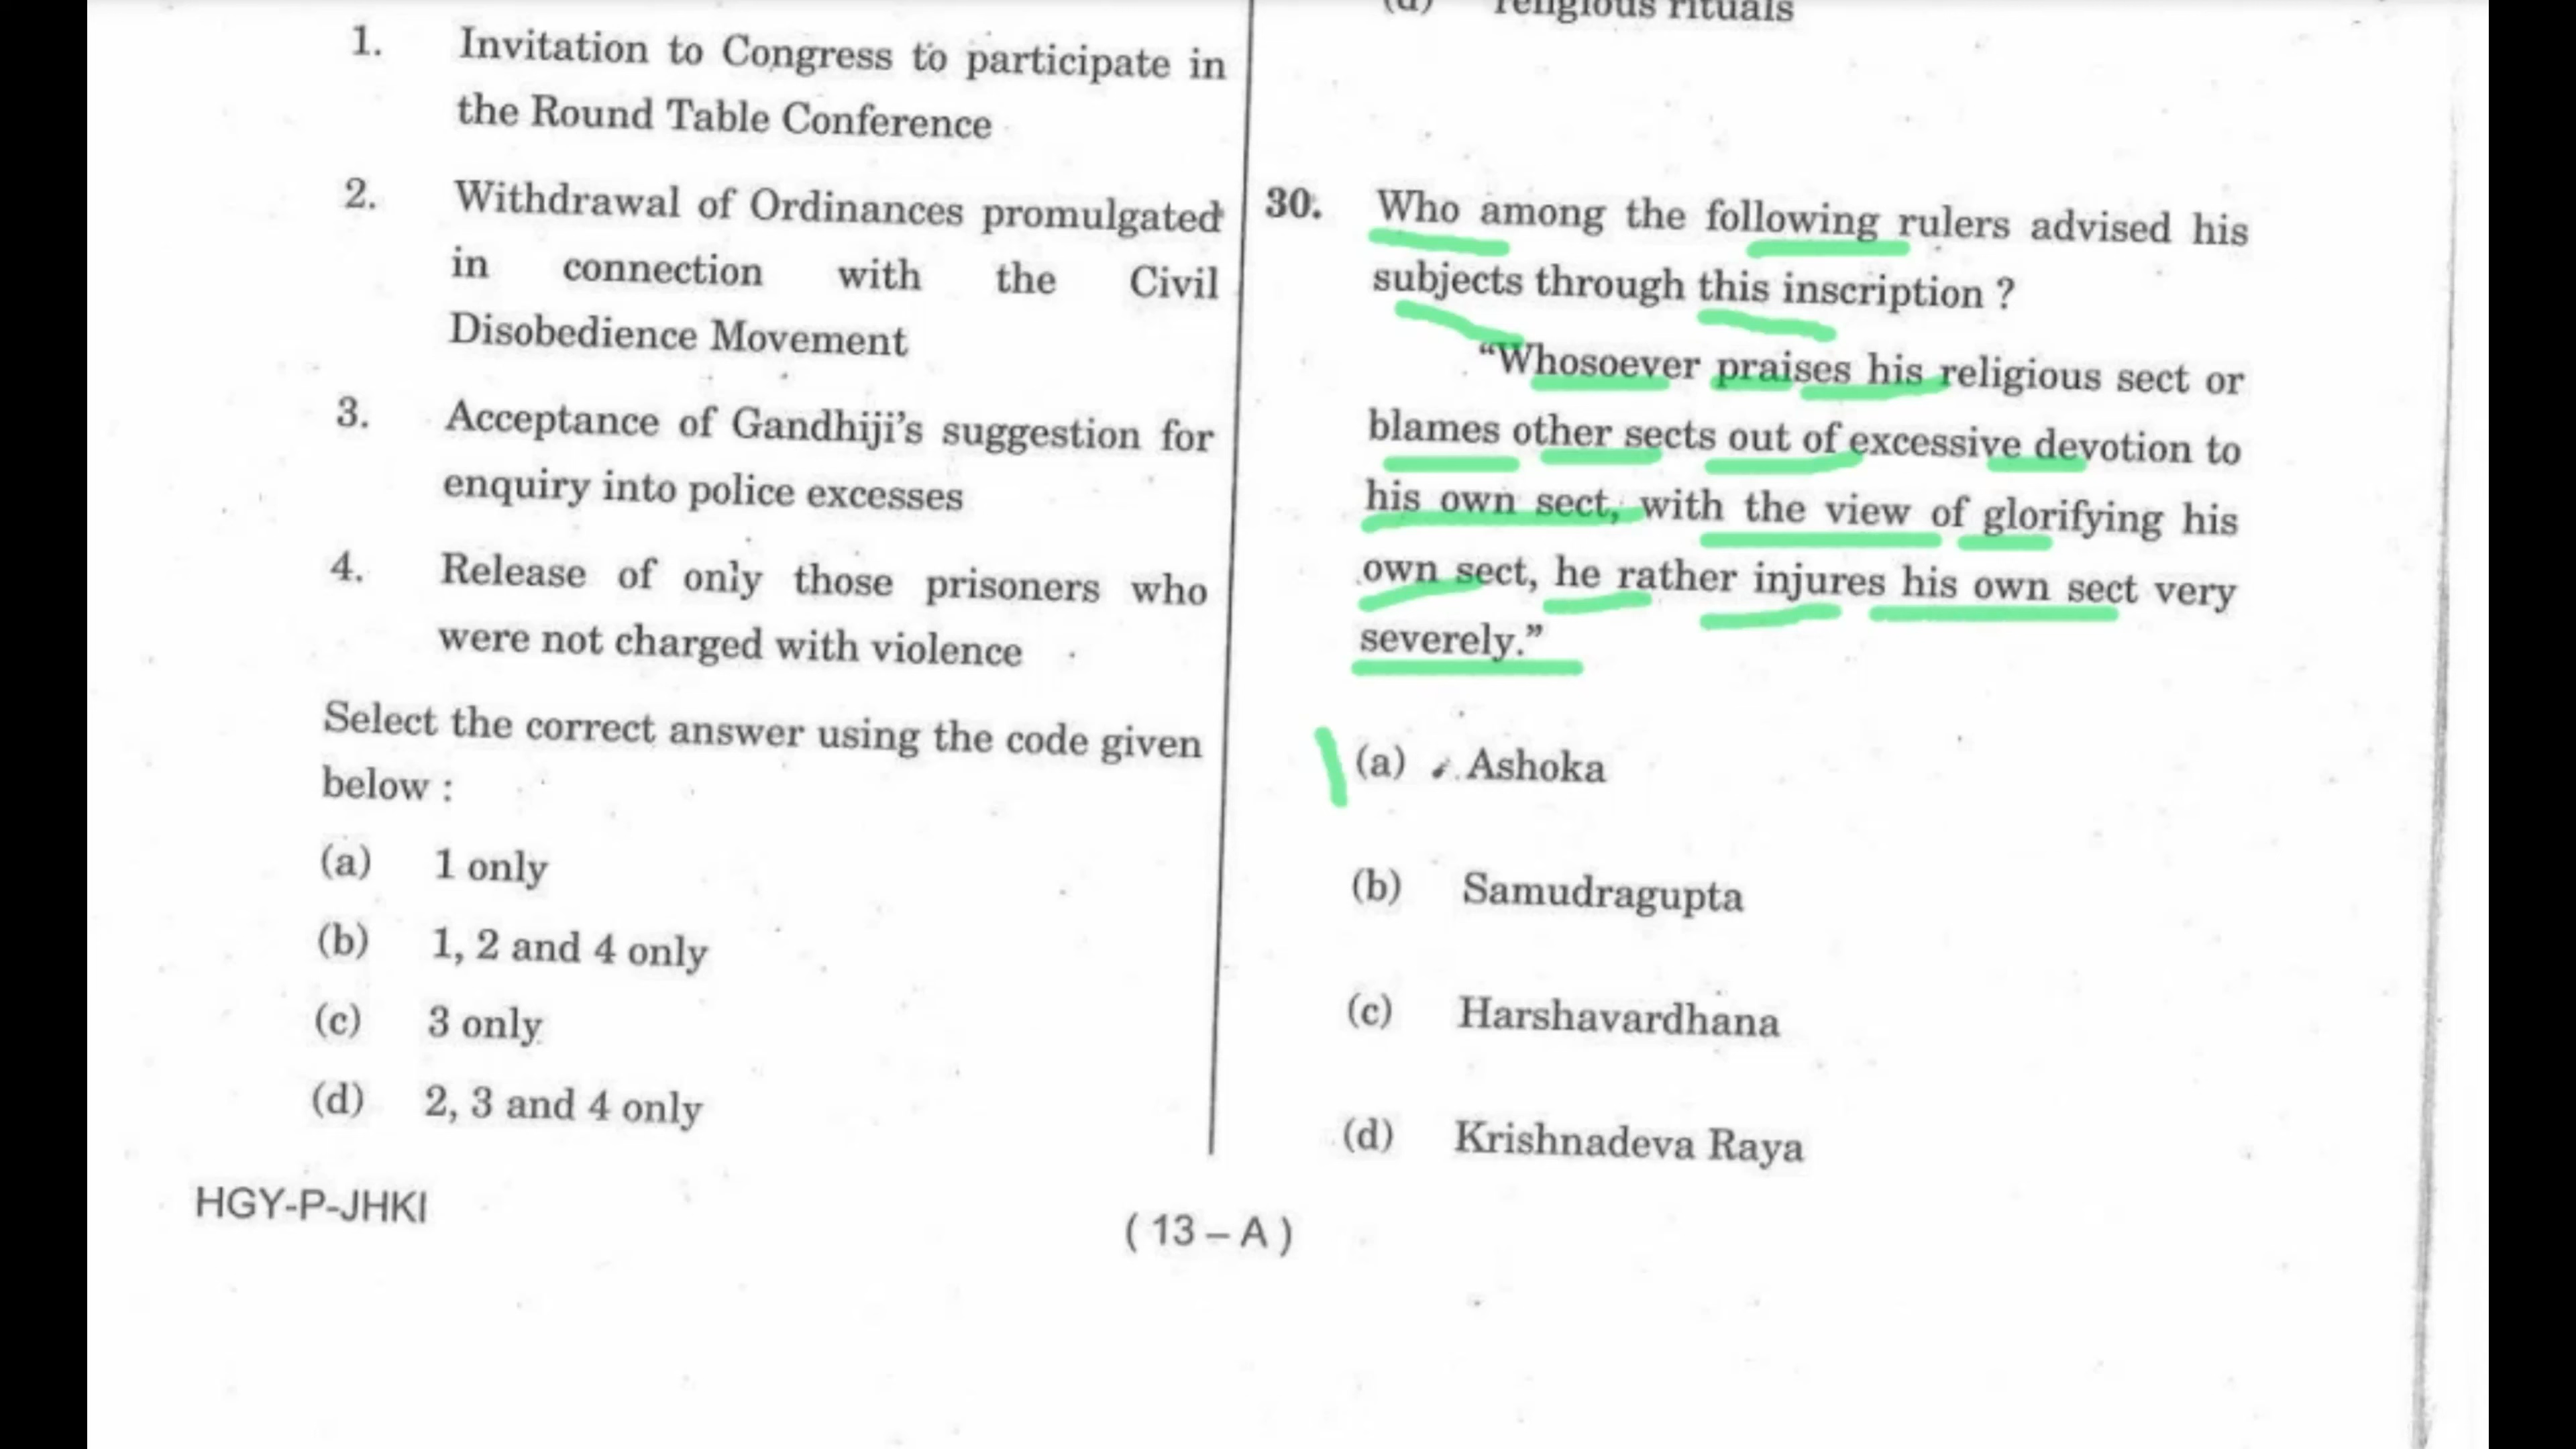 1. Invitation to Congress to participate in
the Round Table Conference
2. Withdrawal of Ordinances promulgated
in connection with the Civil
Disobedience Movement
3. Acceptance of Gandhiji's suggestion for
enquiry into police excesses
4. Release of only those prisoners who
were not charged with violence
Select the correct answer using the code given
below :
(a) 1 only
(b) 1, 2 and 4 only
(c) 3 only
(d) 2, 3 and 4 only
(d) religious rituals
30. Who among the following rulers advised his
subjects through this inscription ?
"Whosoever praises his religious sect or
blames other sects out of excessive devotion to
his own sect, with the view of glorifying his
own sect, he rather injures his own sect very
severely."
(a) Ashoka
(b) Samudragupta
(c) Harshavardhana
(d) Krishnadeva Raya
HGY-P-JHKI
( 13 – A )